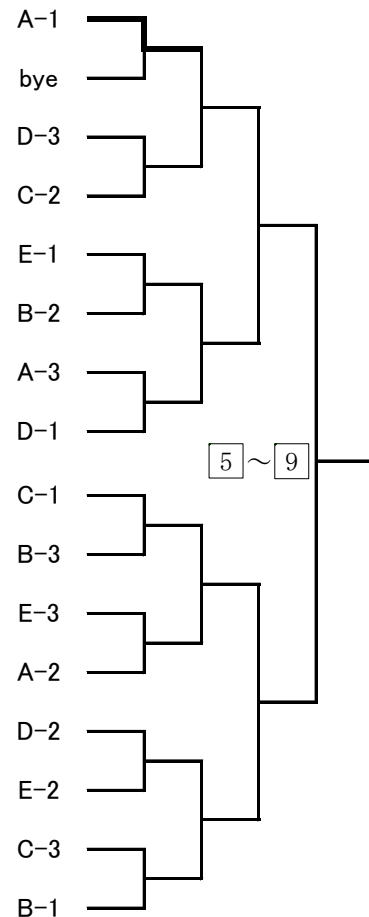 A-1
bye
D-3
C-2
E-1
B-2
A-3
D-1
5 ～ 9
C-1
B-3
E-3
A-2
D-2
E-2
C-3
B-1